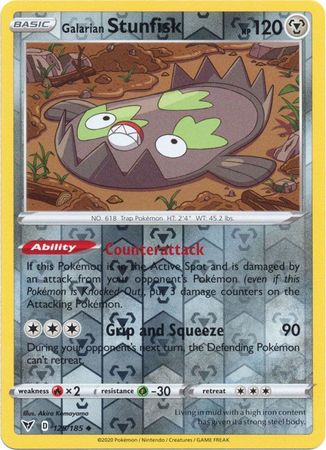 BASIC Galarian Stunfisk HP 120
NO. 618 Trap Pokémon HT: 2'4" WT: 45.2 lbs.
Ability Counterattack
If this Pokémon is in the Active Spot and is damaged by
an attack from your opponent's Pokémon (even if this
Pokémon is Knocked Out), put 3 damage counters on
the Attacking Pokémon.
Grip and Squeeze 90
During your opponent's next turn, the Defending Pokémon
can't retreat.
weakness ×2 resistance -30 retreat
Illus. Akira Komayama
Living in mud with a high iron content
D /185
has given it a strong steel body.
©2020 Pokémon / Nintendo / Creatures / GAME FREAK